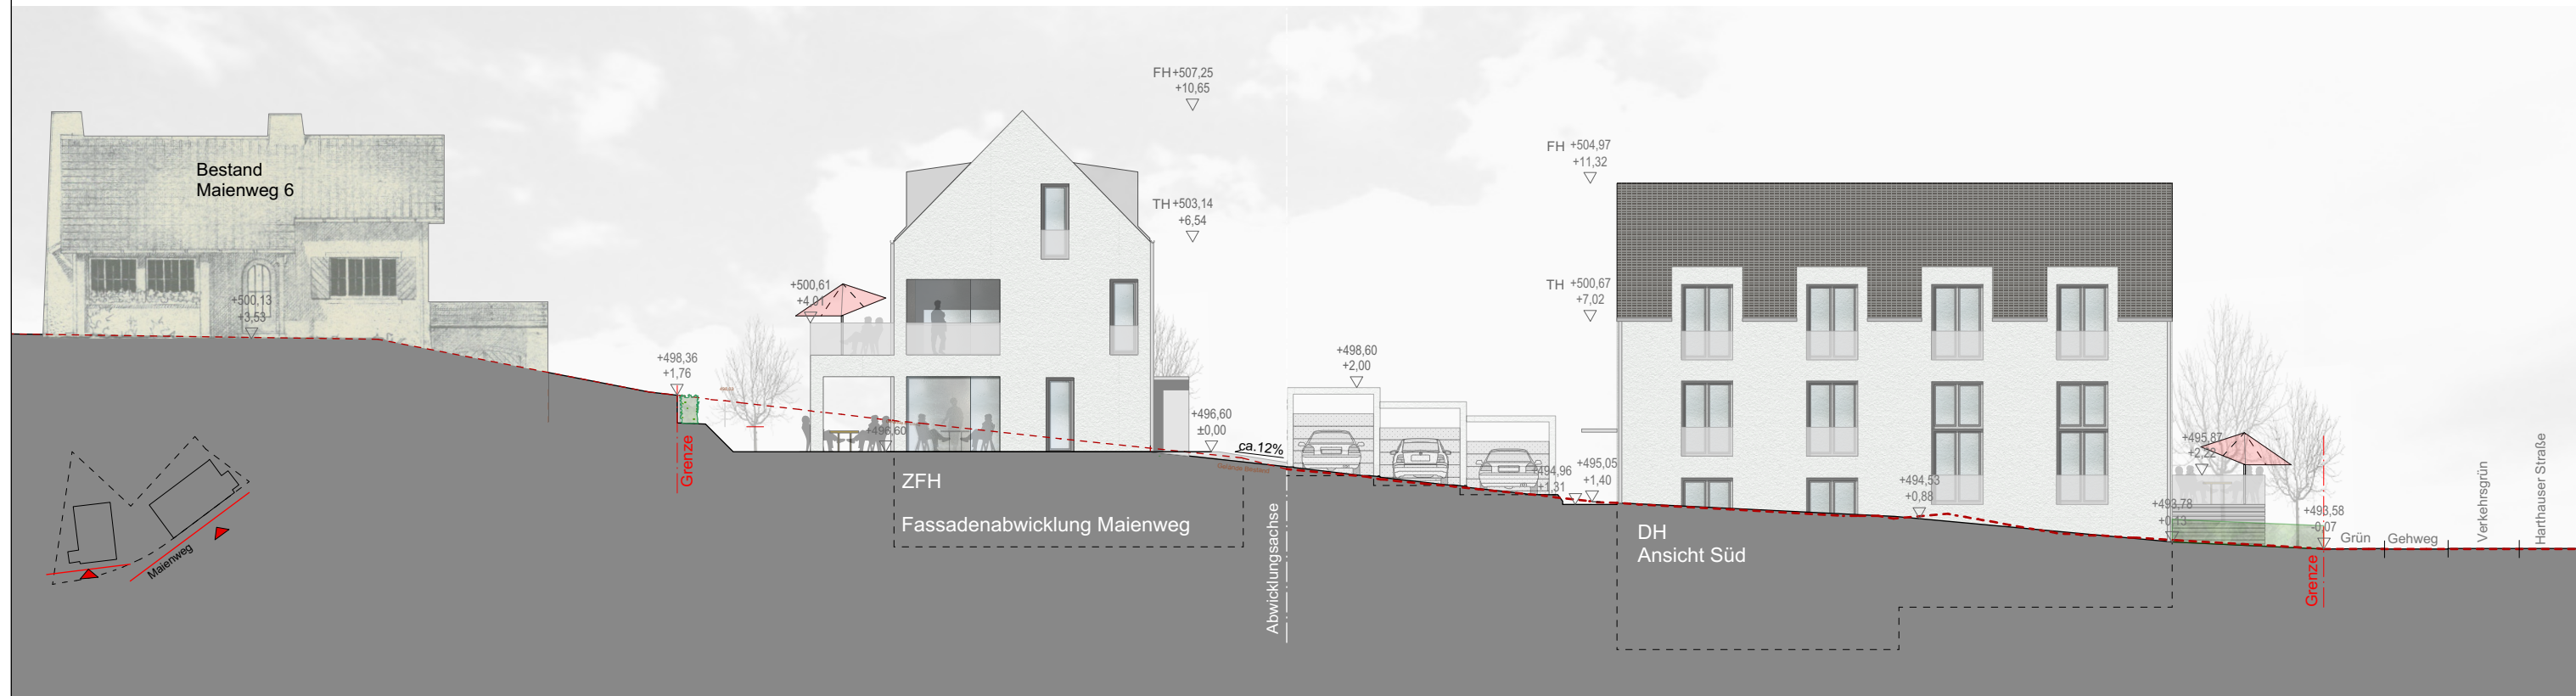 Bestand
Maienweg 6
+500,13
+3,53
+498,36
+1,76
Grenze
Maienweg
+500,61
+4,01
+496,60
FH +507,25
+10,65
TH +503,14
+6,54
+496,60
±0,00
ca.12%
ZFH
Fassadenabwicklung Maienweg
Abwicklungsachse
+498,60
+2,00
+494,96
+1,31
+495,05
+1,40
FH +504,97
+11,32
TH +500,67
+7,02
+494,53
+0,88
DH
Ansicht Süd
+495,87
+2,22
+493,78
+0,13
+493,58
-0,07
Grenze
Grün
Gehweg
Verkehrsgrün
Harthauser Straße